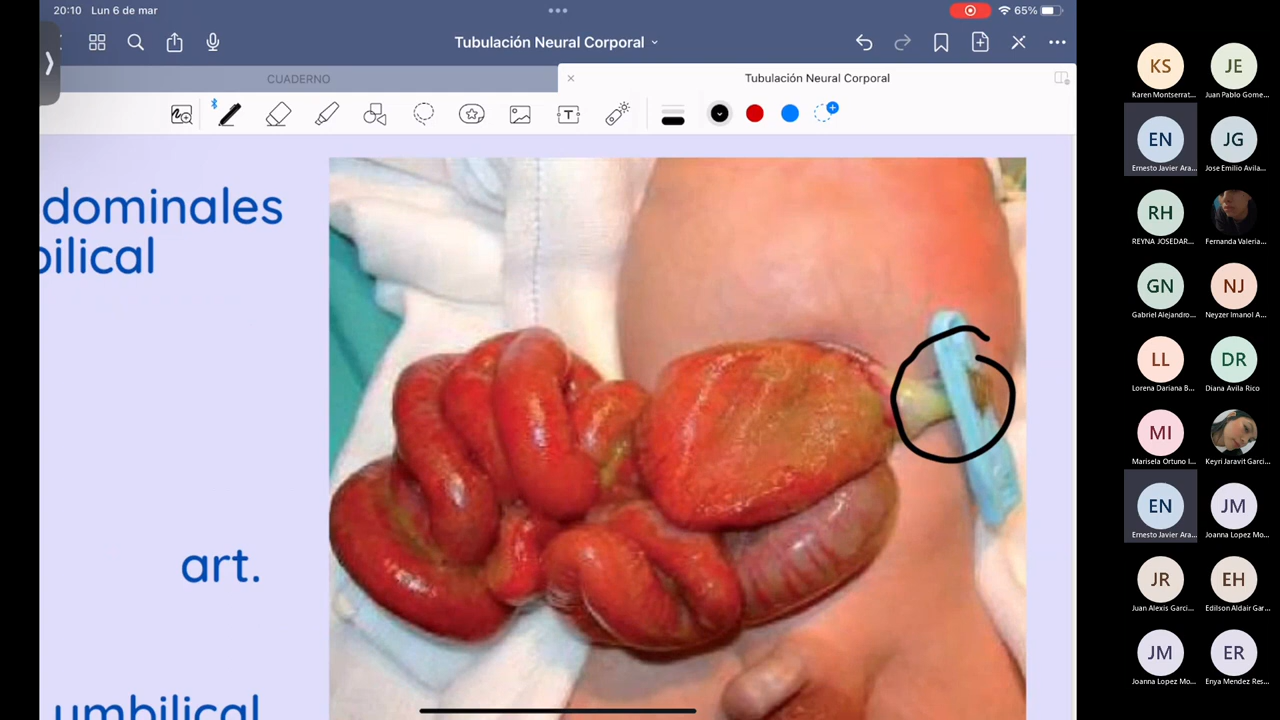 20:10 Lun 6 de mar
65%
Tubulación Neural Corporal
CUADERNO
Tubulación Neural Corporal
dominales
bilical
art.
umbilical
KS
Karen Montserrat...
JE
Juan Pablo Gome...
EN
Ernesto Javier Ara...
JG
Jose Emilio Avila...
RH
REYNA JOSEDAR...
Fernanda Valeria...
GN
Gabriel Alejandro...
NJ
Neyzer Imanol A...
LL
Lorena Dariana B...
DR
Diana Avila Rico
MI
Marisela Ortuno I...
Keyri Jaravit Garci...
EN
Ernesto Javier Ara...
JM
Joanna Lopez Mo...
JR
Juan Alexis Garci...
EH
Edilson Aldair Gar...
JM
Joanna Lopez Mo...
ER
Enya Mendez Res...